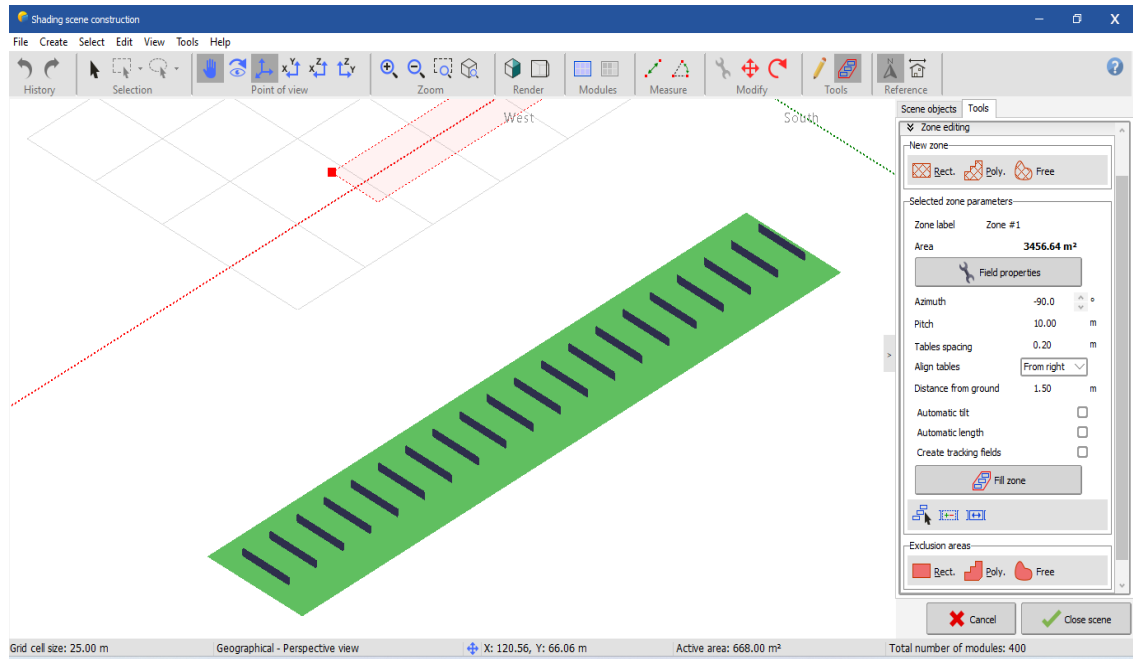 Shading scene construction
File Create Select Edit View Tools Help
History Selection Point of view Zoom Render Modules Measure Modify Tools Reference
West South
Scene objects Tools
Zone editing
New zone
Rect. Poly. Free
Selected zone parameters
Zone label Zone #1
Area 3456.64 m²
Field properties
Azimuth -90.0 °
Pitch 10.00 m
Tables spacing 0.20 m
Align tables From right
Distance from ground 1.50 m
Automatic tilt
Automatic length
Create tracking fields
Fill zone
Exclusion areas
Rect. Poly. Free
Cancel Close scene
Grid cell size: 25.00 m Geographical - Perspective view X: 120.56, Y: 66.06 m Active area: 668.00 m² Total number of modules: 400